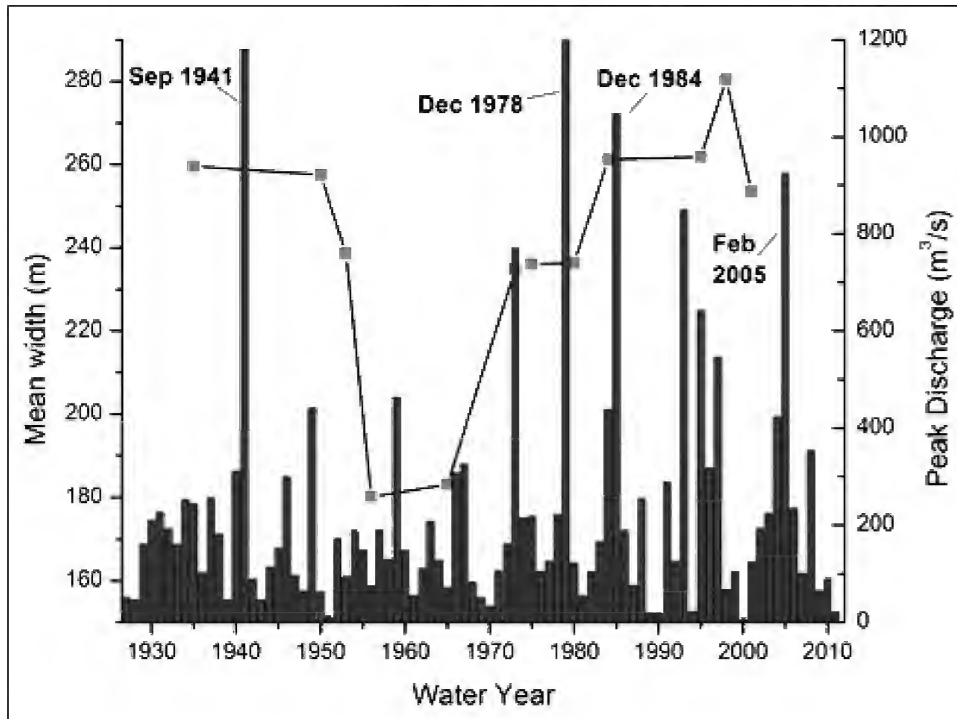 Mean width (m)
280
260
240
220
200
180
160
Sep 1941
Dec 1978
Dec 1984
Feb
2005
1200
1000
800
600
400
200
0
Peak Discharge (m³/s)
1930 1940 1950 1960 1970 1980 1990 2000 2010
Water Year